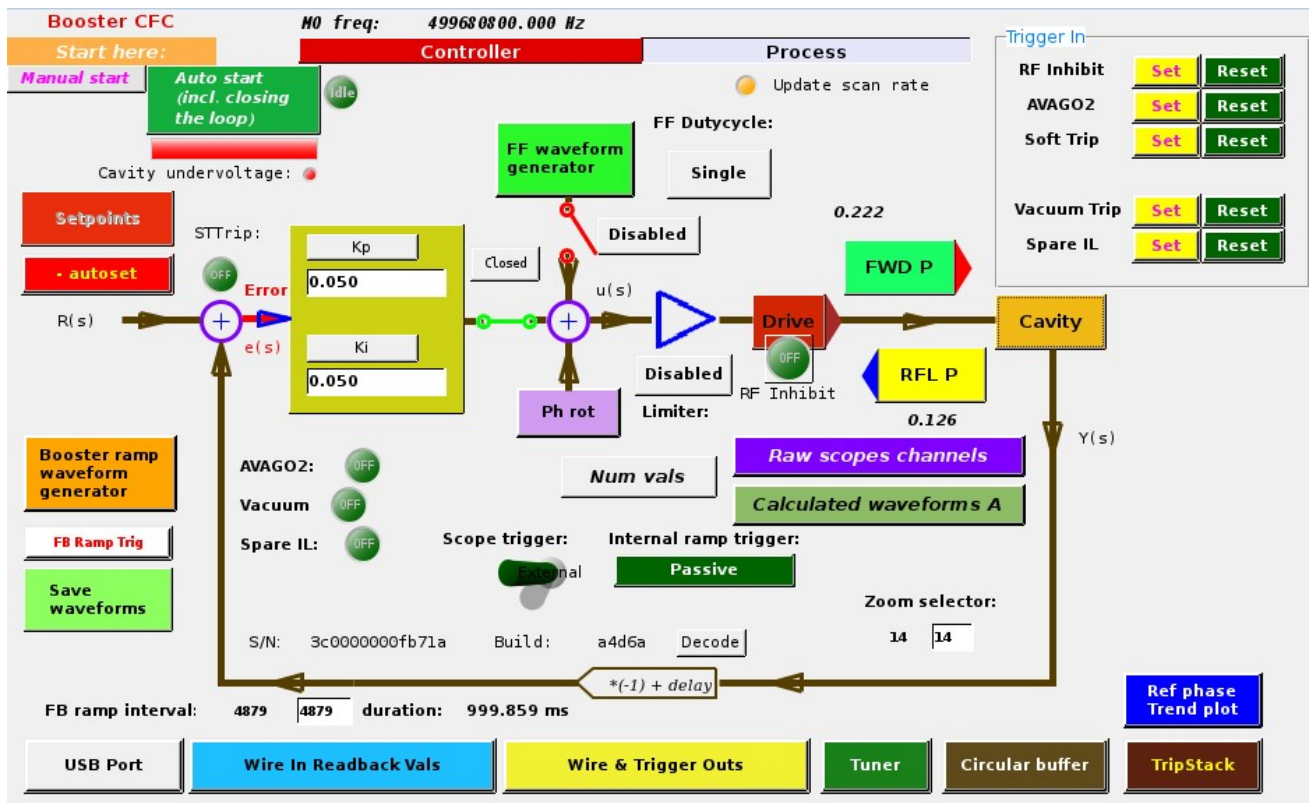 Booster CFC
MO freq: 499680800.000 Hz
Start here:
Controller
Process
Trigger In
Manual start
Auto start
(incl. closing
the loop)
Idle
Update scan rate
RF Inhibit Set Reset
AVAGO2 Set Reset
Soft Trip Set Reset
Vacuum Trip Set Reset
Spare IL Set Reset
Cavity undervoltage:
FF waveform
generator
FF Dutycycle:
Single
Setpoints
- autoset
STTrip:
OFF
Kp
0.050
Closed
Disabled
0.222
FWD P
Error
R(s)
+
e(s)
Ki
0.050
u(s)
+
Drive
OFF
RF Inhibit
Cavity
Disabled
Limiter:
RFL P
0.126
Ph rot
Y(s)
Booster ramp
waveform
generator
AVAGO2: OFF
Vacuum OFF
Spare IL: OFF
Num vals
Raw scopes channels
Calculated waveforms A
FB Ramp Trig
Save
waveforms
Scope trigger:
External
Internal ramp trigger:
Passive
Zoom selector:
14 14
S/N: 3c0000000fb71a Build: a4d6a Decode
*(-1) + delay
FB ramp interval: 4879 4879 duration: 999.859 ms
Ref phase
Trend plot
USB Port
Wire In Readback Vals
Wire & Trigger Outs
Tuner
Circular buffer
TripStack